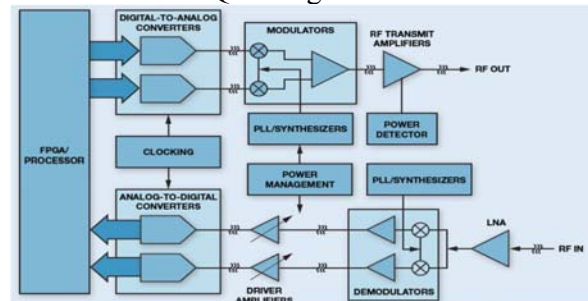 DIGITAL-TO-ANALOG
CONVERTERS
MODULATORS
RF TRANSMIT
AMPLIFIERS
RF OUT
PLL/SYNTHESIZERS
POWER
DETECTOR
FPGA/
PROCESSOR
CLOCKING
POWER
MANAGEMENT
PLL/SYNTHESIZERS
ANALOG-TO-DIGITAL
CONVERTERS
LNA
RF IN
DRIVER
AMPLIFIERS
DEMODULATORS